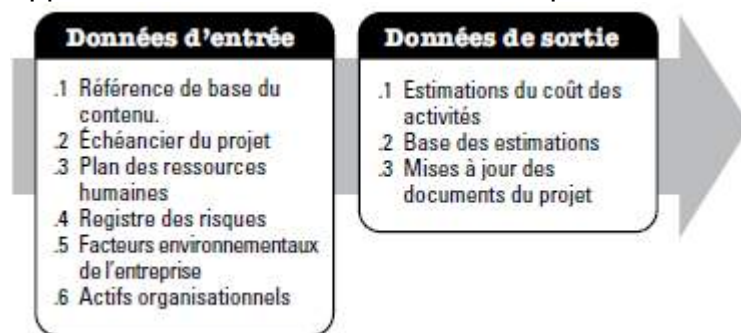 Données d'entrée
.1 Référence de base du
contenu.
.2 Échéancier du projet
.3 Plan des ressources
humaines
.4 Registre des risques
.5 Facteurs environnementaux
de l'entreprise
.6 Actifs organisationnels
Données de sortie
.1 Estimations du coût des
activités
.2 Base des estimations
.3 Mises à jour des
documents du projet